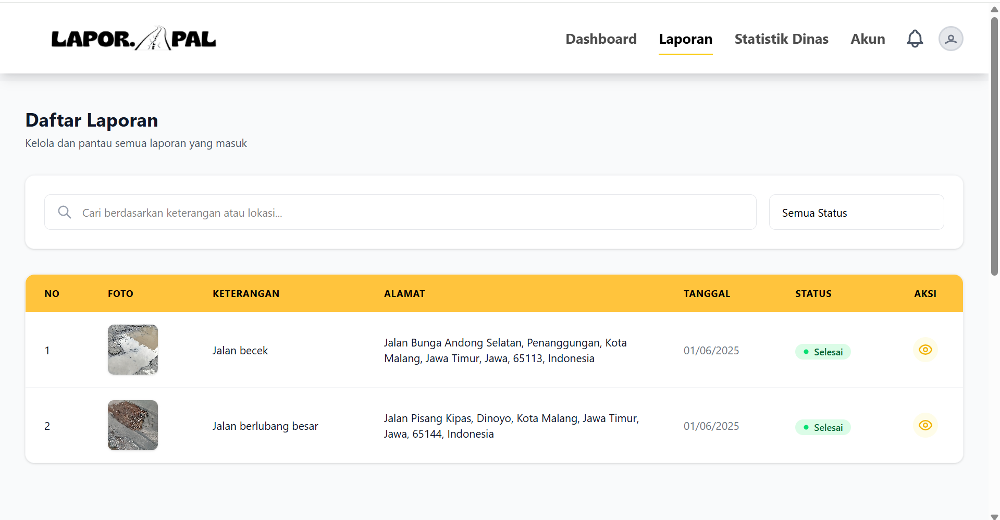 LAPOR. PAL
Dashboard Laporan Statistik Dinas Akun
Daftar Laporan
Kelola dan pantau semua laporan yang masuk
Cari berdasarkan keterangan atau lokasi...
Semua Status
NO FOTO KETERANGAN ALAMAT TANGGAL STATUS AKSI
1 Jalan becek Jalan Bunga Andong Selatan, Penanggungan, Kota
Malang, Jawa Timur, Jawa, 65113, Indonesia 01/06/2025 Selesai
2 Jalan berlubang besar Jalan Pisang Kipas, Dinoyo, Kota Malang, Jawa Timur,
Jawa, 65144, Indonesia 01/06/2025 Selesai